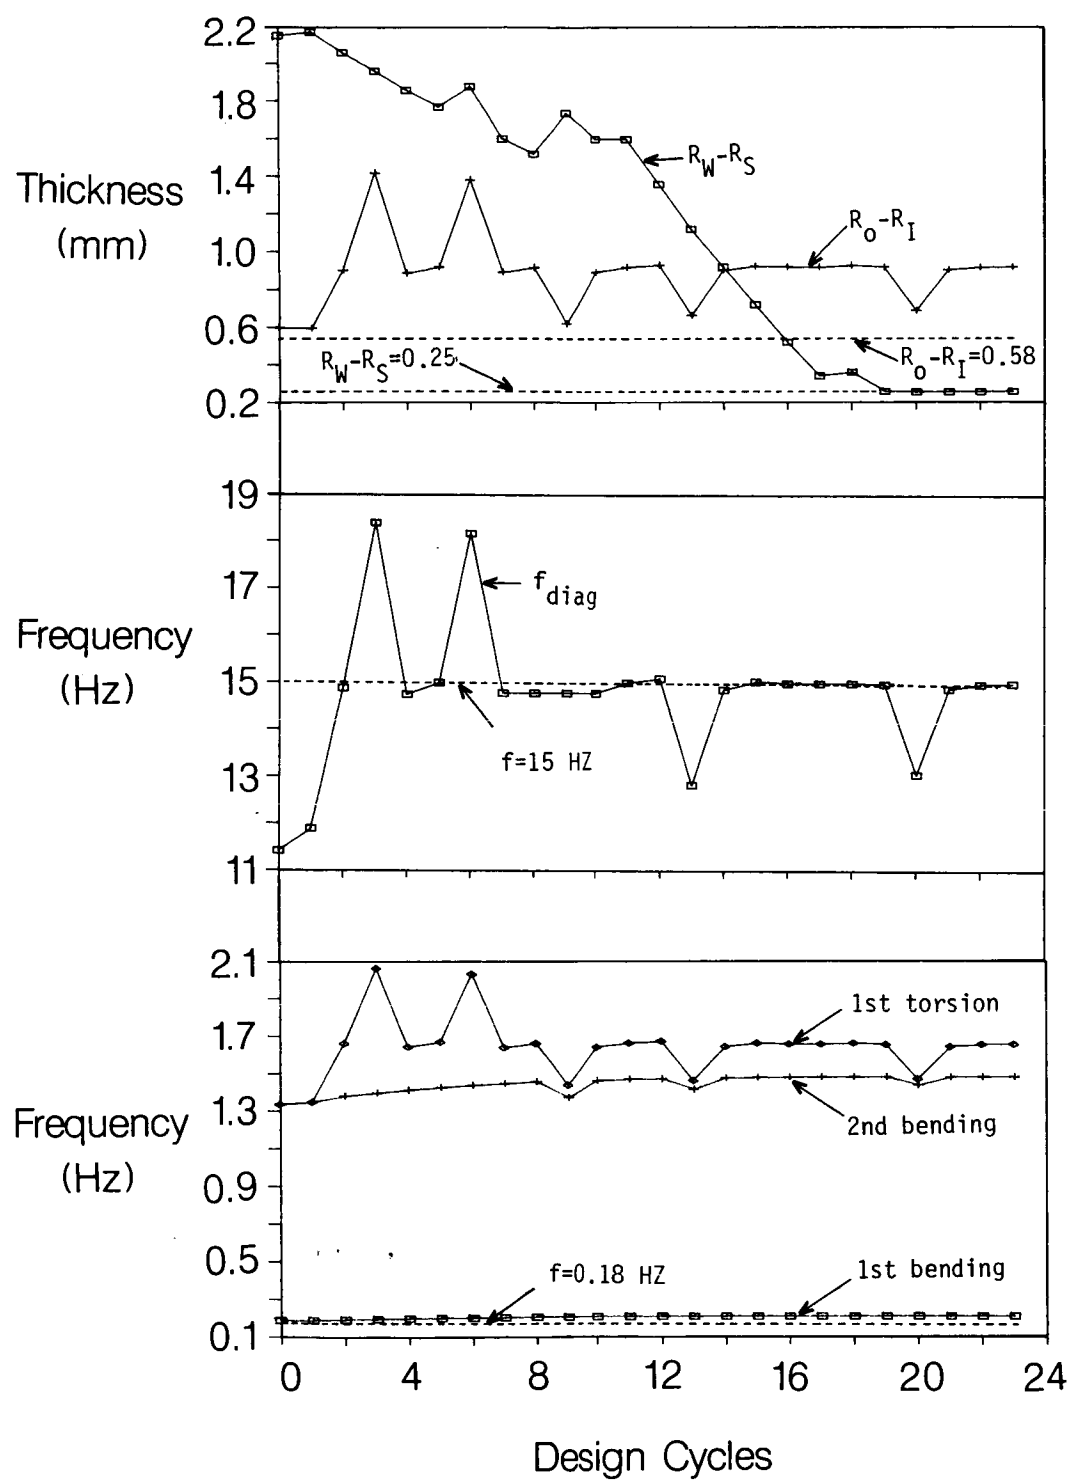 2.2
1.8
1.4
1.0
0.6
0.2
Thickness
(mm)
R_W-R_S
R_O-R_I
R_W-R_S=0.25
R_O-R_I=0.58
19
17
15
13
11
Frequency
(Hz)
f_diag
f=15 HZ
2.1
1.7
1.3
0.9
0.5
0.1
Frequency
(Hz)
1st torsion
2nd bending
f=0.18 HZ
1st bending
0 4 8 12 16 20 24
Design Cycles